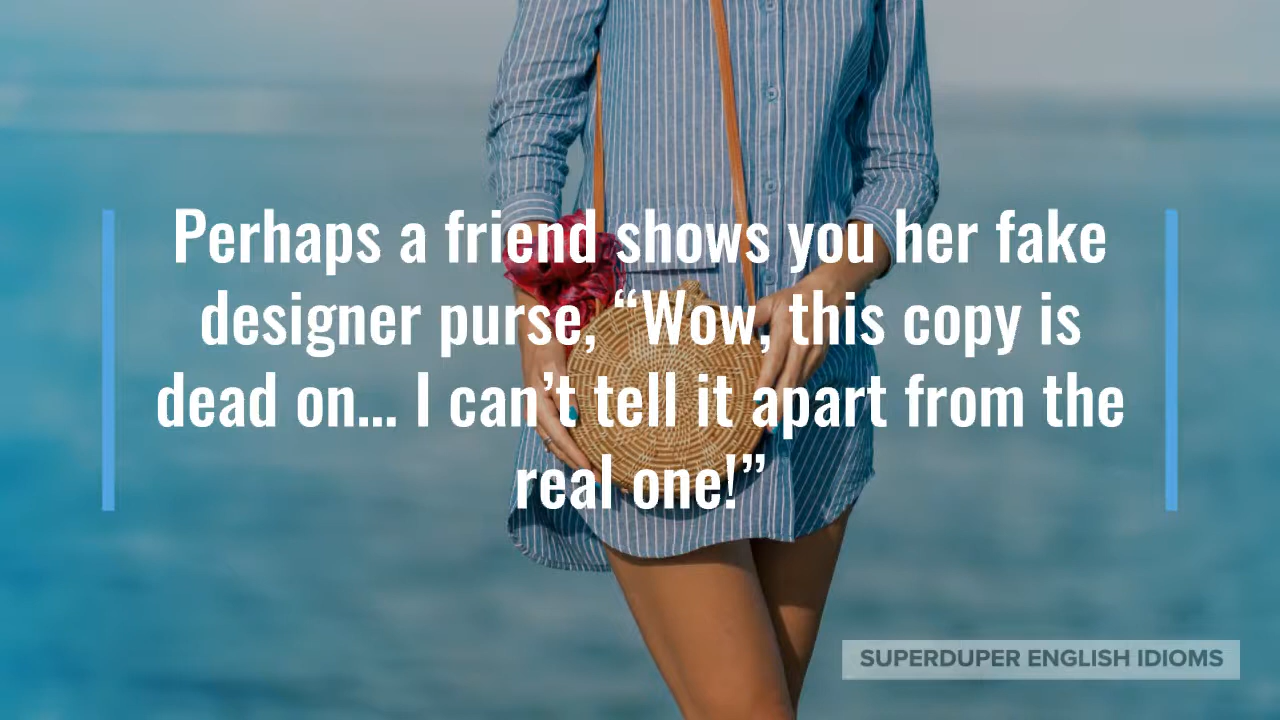 Perhaps a friend shows you her fake
designer purse, “Wow, this copy is
dead on... I can’t tell it apart from the
real one!”
SUPERDUPER ENGLISH IDIOMS